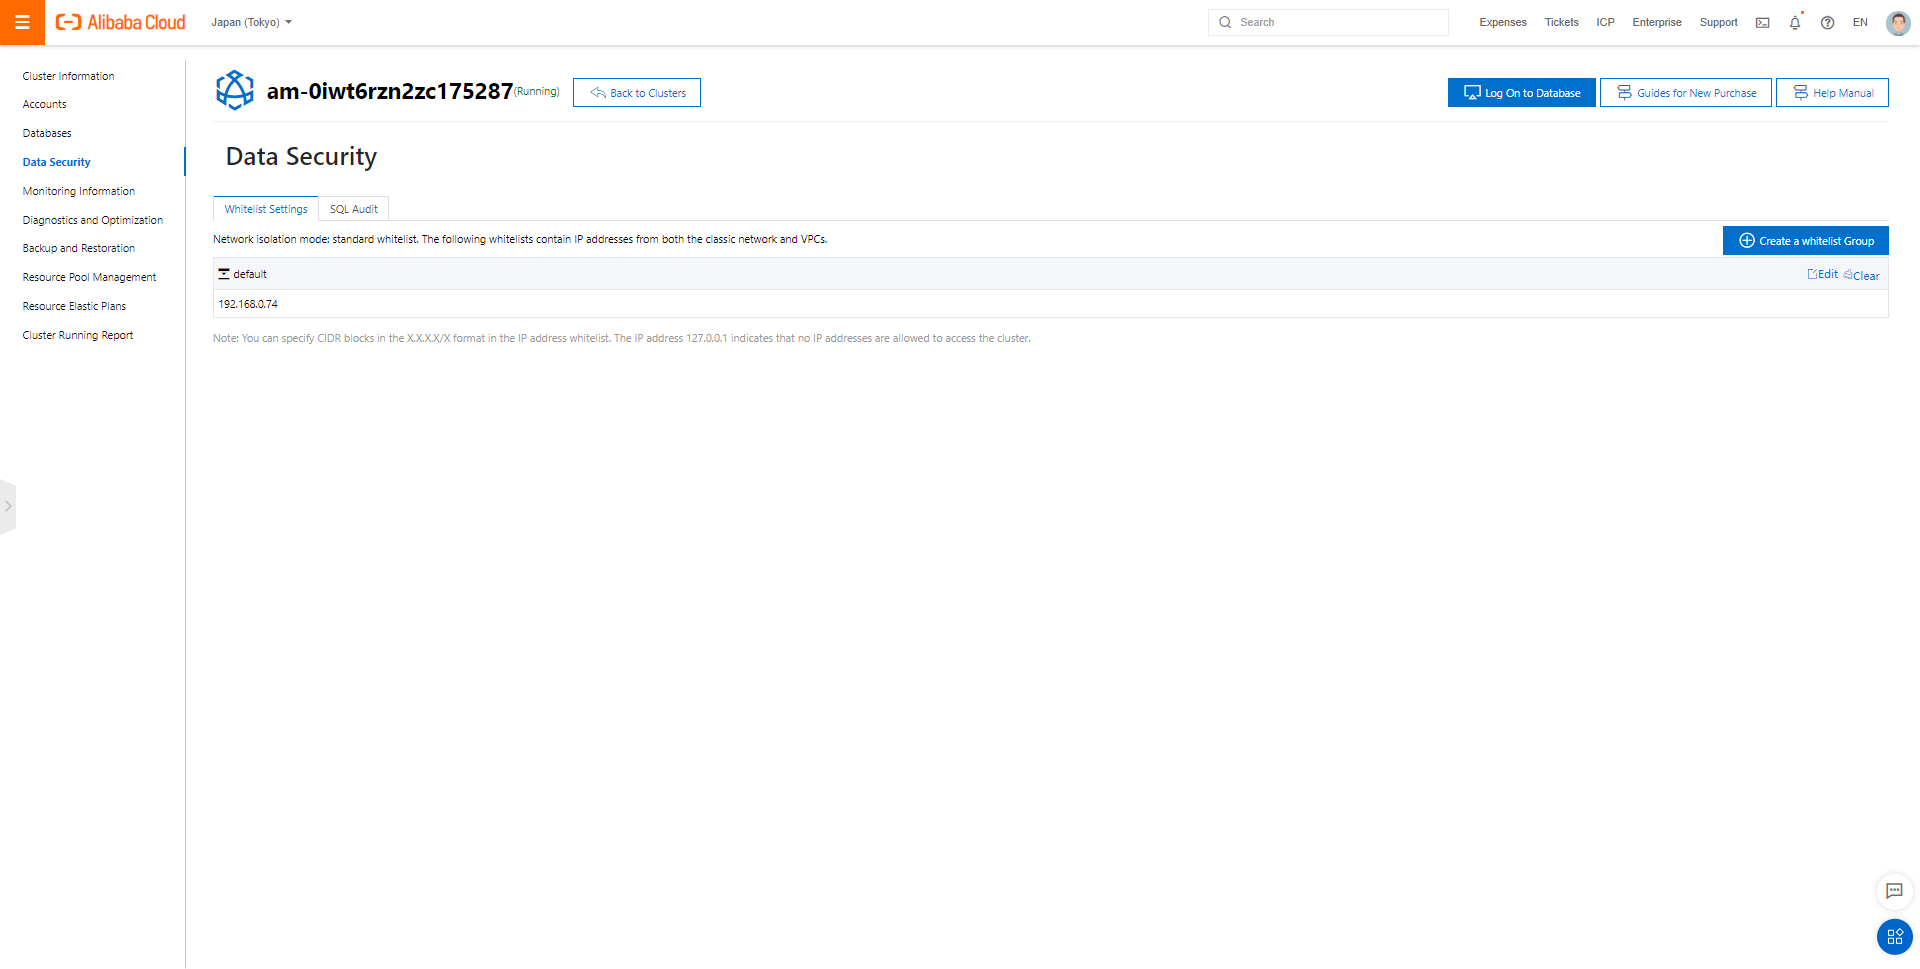 Alibaba Cloud
Japan (Tokyo)
Search
Expenses
Tickets
ICP
Enterprise
Support
EN
Cluster Information
Accounts
Databases
Data Security
Monitoring Information
Diagnostics and Optimization
Backup and Restoration
Resource Pool Management
Resource Elastic Plans
Cluster Running Report
am-0iwt6rzn2zc175287(Running)
Back to Clusters
Log On to Database
Guides for New Purchase
Help Manual
Data Security
Whitelist Settings
SQL Audit
Network isolation mode: standard whitelist. The following whitelists contain IP addresses from both the classic network and VPCs.
Create a whitelist Group
default
Edit
Clear
192.168.0.74
Note: You can specify CIDR blocks in the X.X.X.X/X format in the IP address whitelist. The IP address 127.0.0.1 indicates that no IP addresses are allowed to access the cluster.